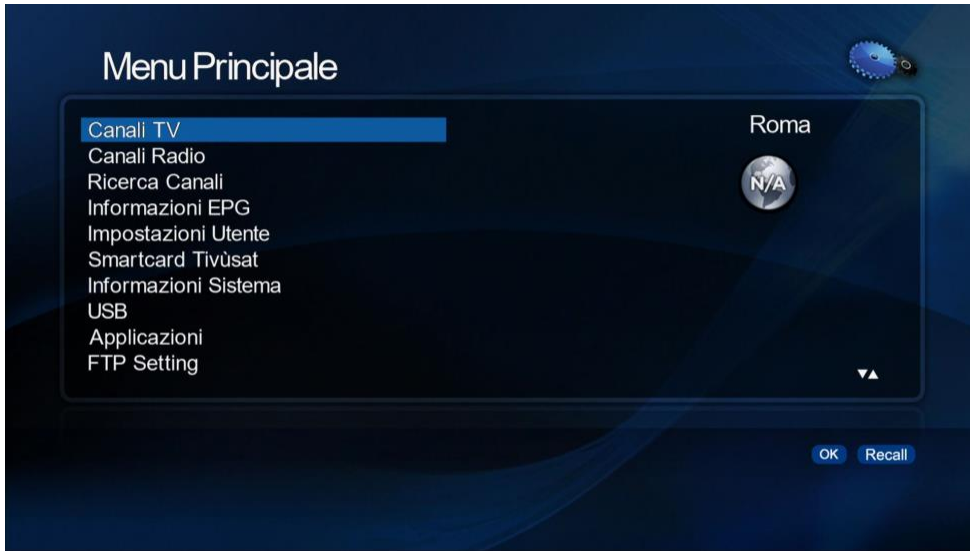 Menu Principale
Canali TV
Roma
Canali Radio
N/A
Ricerca Canali
Informazioni EPG
Impostazioni Utente
Smartcard Tivùsat
Informazioni Sistema
USB
Applicazioni
FTP Setting
OK Recall